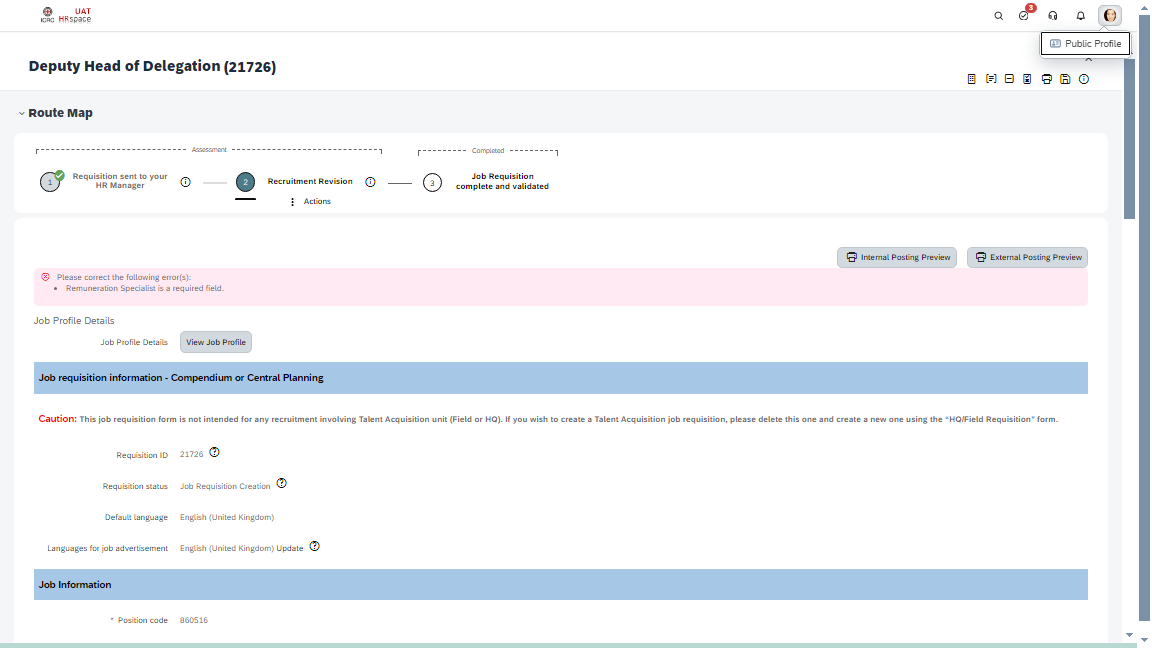 ICRC UAT
HRspace
3
Public Profile
Deputy Head of Delegation (21726)
Route Map
Assessment
Completed
1
Requisition sent to your
HR Manager
2
Recruitment Revision
Actions
3
Job Requisition
complete and validated
Internal Posting Preview
External Posting Preview
Please correct the following error(s):
• Remuneration Specialist is a required field.
Job Profile Details
Job Profile Details View Job Profile
Job requisition information - Compendium or Central Planning
Caution: This job requisition form is not intended for any recruitment involving Talent Acquisition unit (Field or HQ). If you wish to create a Talent Acquisition job requisition, please delete this one and create a new one using the “HQ/Field Requisition” form.
Requisition ID 21726
Requisition status Job Requisition Creation
Default language English (United Kingdom)
Languages for job advertisement English (United Kingdom) Update
Job Information
* Position code 860516